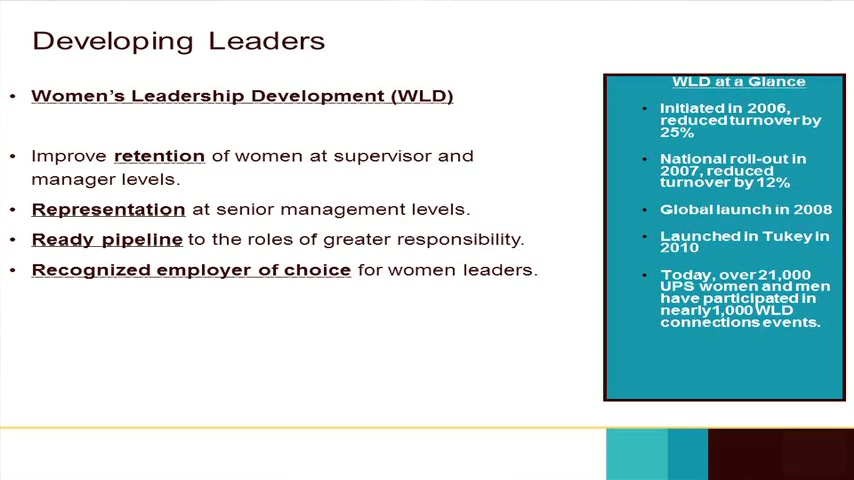 Developing Leaders
• Women's Leadership Development (WLD)
• Improve retention of women at supervisor and
manager levels.
• Representation at senior management levels.
• Ready pipeline to the roles of greater responsibility.
• Recognized employer of choice for women leaders.
WLD at a Glance
• Initiated in 2006,
reduced turnover by
25%
• National roll-out in
2007, reduced
turnover by 12%
• Global launch in 2008
• Launched in Tukey in
2010
• Today, over 21,000
UPS women and men
have participated in
nearly 1,000 WLD
connections events.